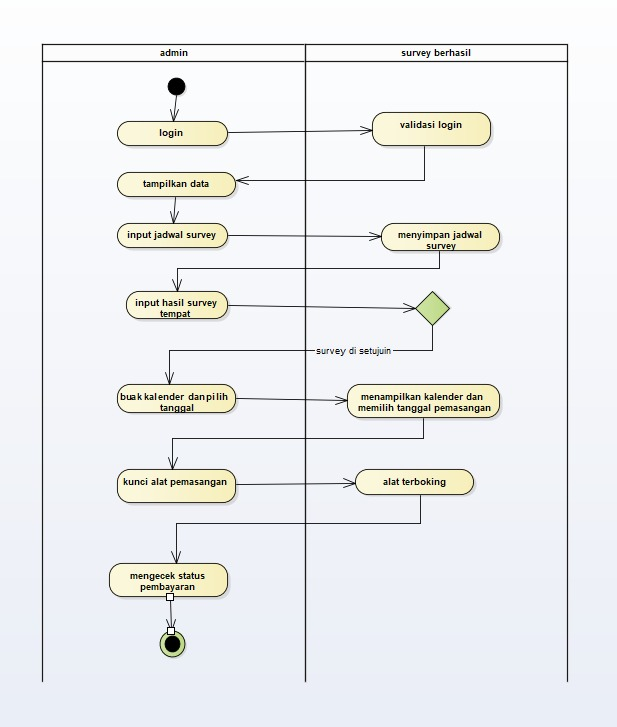 admin
survey berhasil
login
validasi login
tampilkan data
input jadwal survey
menyimpan jadwal
survey
input hasil survey
tempat
survey di setujuin
buak kalender dan pilih
tanggal
menampilkan kalender dan
memilih tanggal pemasangan
kunci alat pemasangan
alat terboking
mengecek status
pembayaran